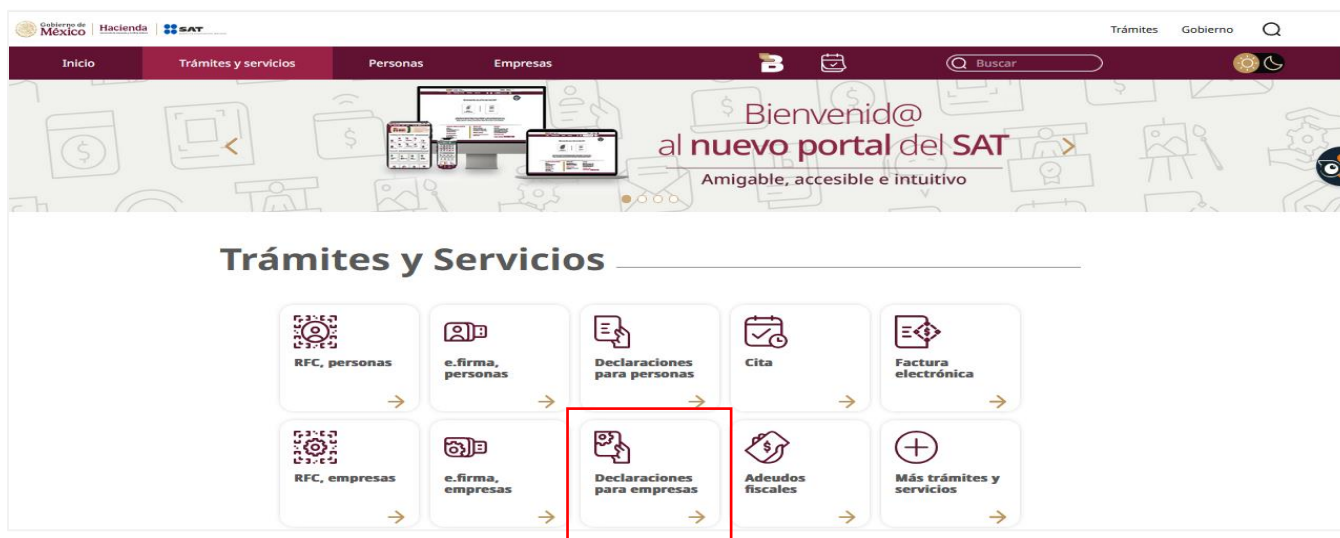 Gobierno de
México
Hacienda
SAT
Trámites
Gobierno
Inicio
Trámites y servicios
Personas
Empresas
Buscar
Bienvenid@
al nuevo portal del SAT
Amigable, accesible e intuitivo
Trámites y Servicios
RFC, personas
e.firma,
personas
Declaraciones
para personas
Cita
Factura
electrónica
RFC, empresas
e.firma,
empresas
Declaraciones
para empresas
Adeudos
fiscales
Más trámites y
servicios